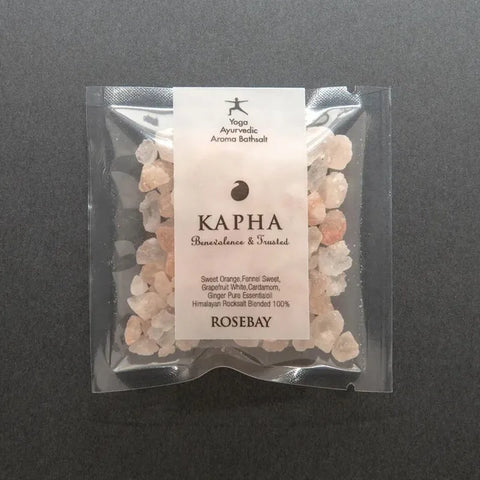 Yoga
Ayurvedic
Aroma Bathsalt
KAPHA
Benevolence & Trusted
Sweet Orange,Fennel Sweet,
Grapefruit White,Cardamom,
Ginger Pure Essentialoil
Himalayan Rocksalt Blended 100%
ROSEBAY